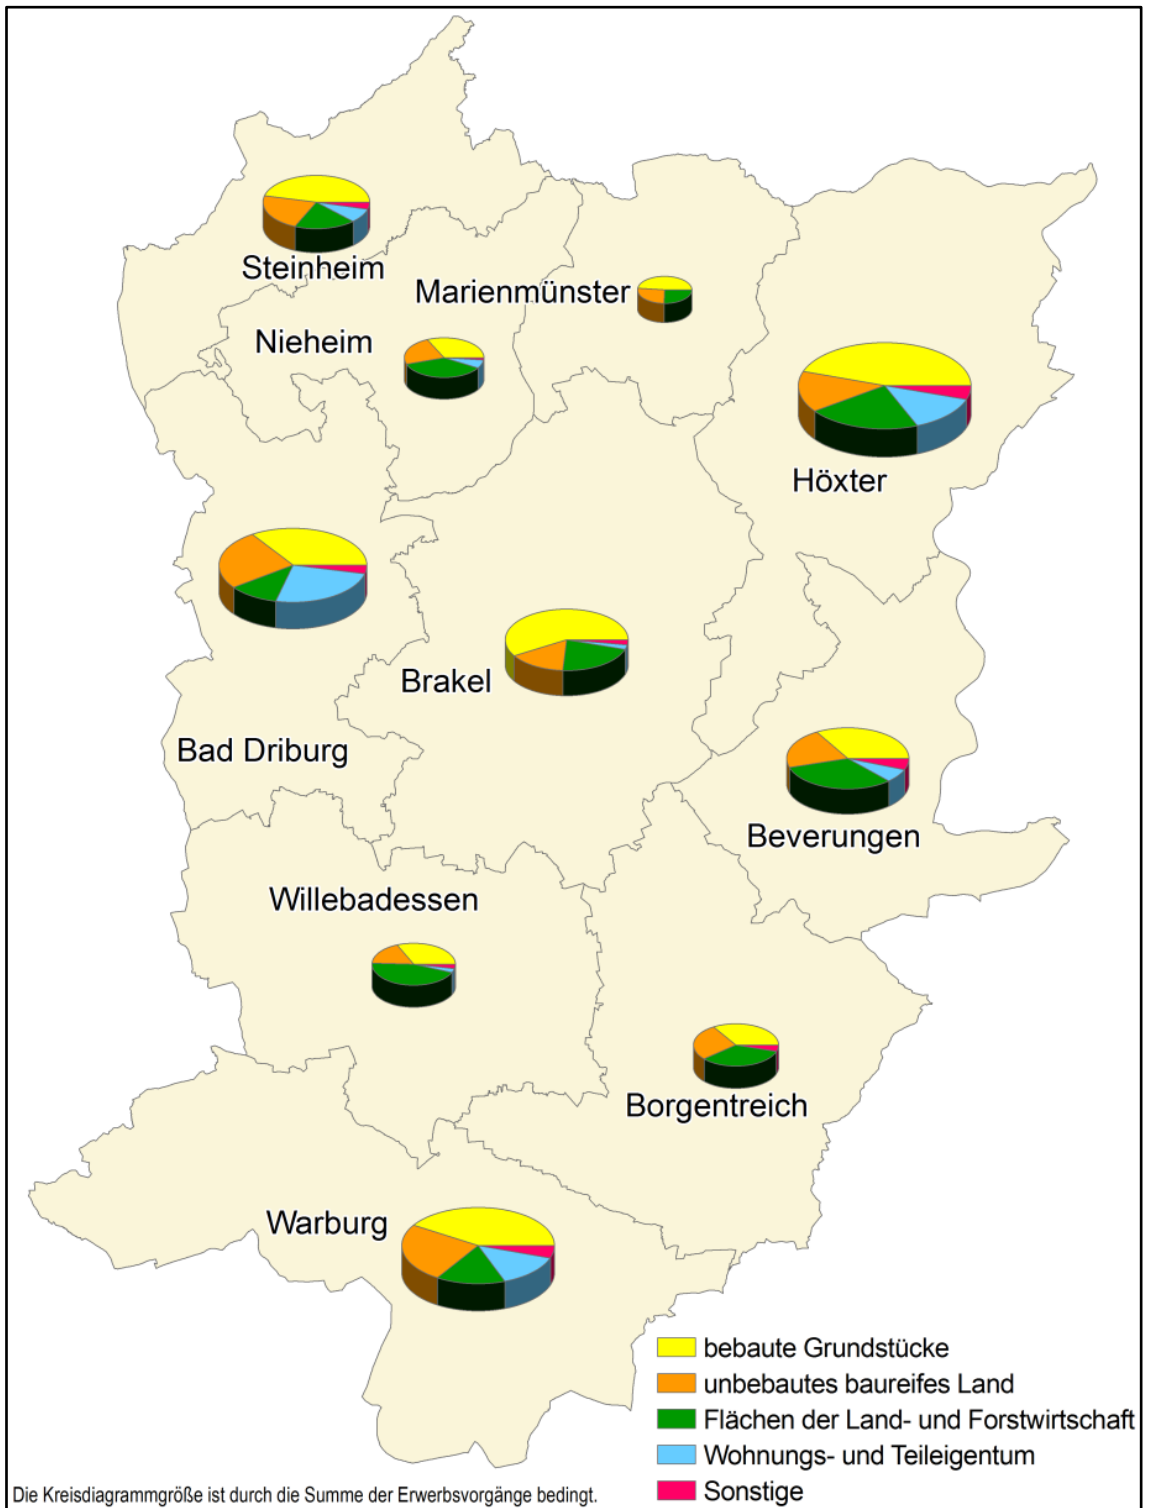 Steinheim
Marienmünster
Nieheim
Höxter
Brakel
Bad Driburg
Beverungen
Willebadessen
Borgentreich
Warburg
bebaute Grundstücke
unbebautes baureifes Land
Flächen der Land- und Forstwirtschaft
Wohnungs- und Teileigentum
Sonstige
Die Kreisdiagrammgröße ist durch die Summe der Erwerbsvorgänge bedingt.